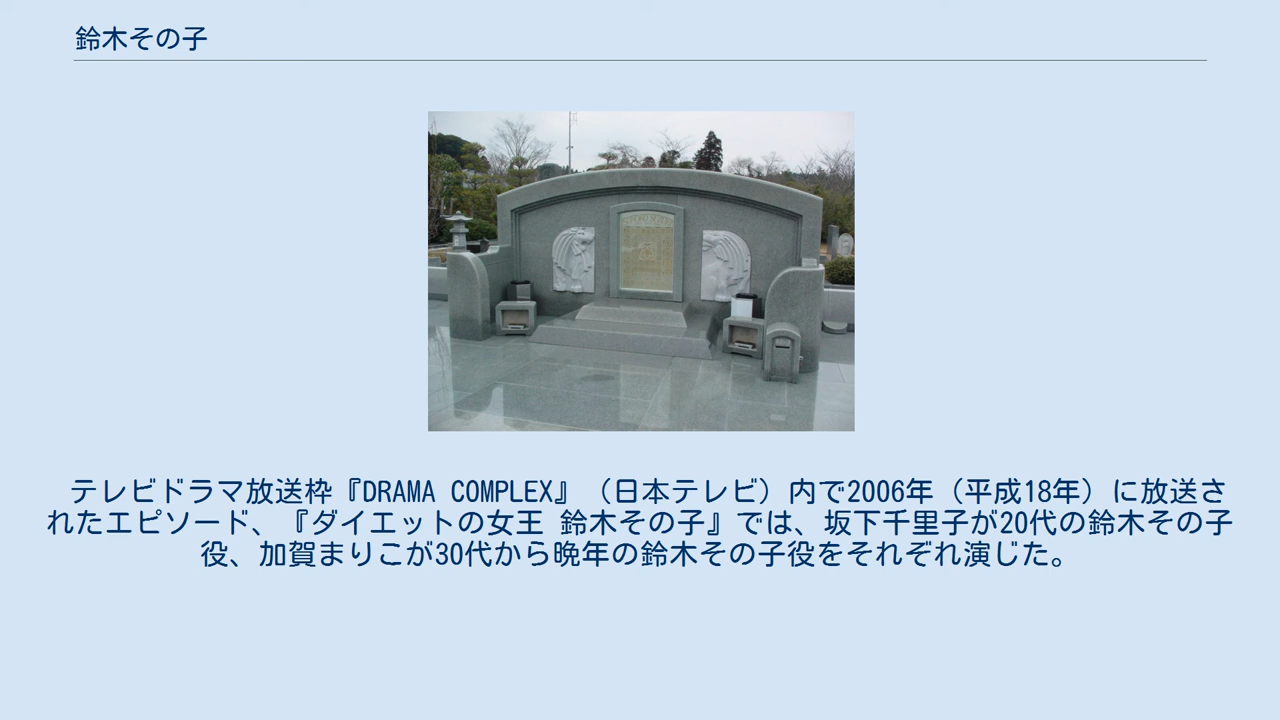 鈴木その子
テレビドラマ放送枠『DRAMA COMPLEX』（日本テレビ）内で2006年（平成18年）に放送さ
れたエピソード、『ダイエットの女王 鈴木その子』では、坂下千里子が20代の鈴木その子
役、加賀まりこが30代から晩年の鈴木その子役をそれぞれ演じた。